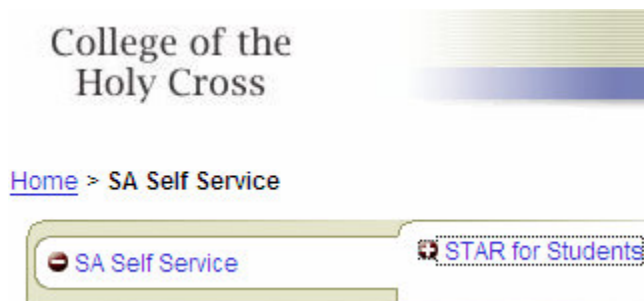 College of the
Holy Cross
Home > SA Self Service
SA Self Service
STAR for Students